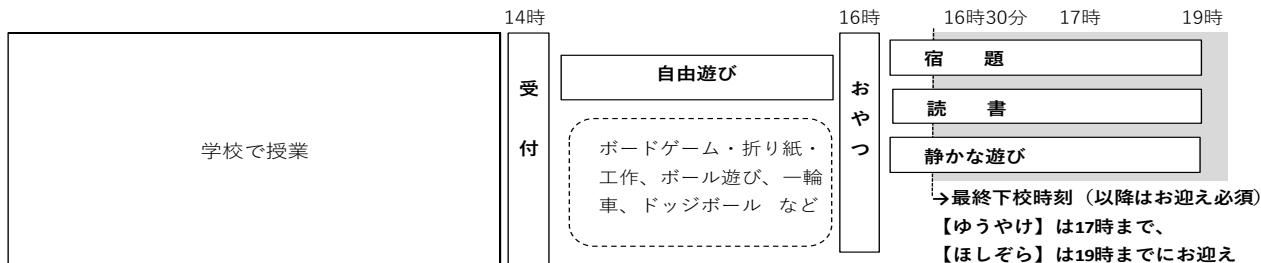 14時
16時
16時30分
17時
19時
学校で授業
受付
自由遊び
ボードゲーム・折り紙・
工作、ボール遊び、一輪
車、ドッジボール など
おやつ
宿 題
読 書
静かな遊び
→最終下校時刻（以降はお迎え必須）
【ゆうやけ】は17時まで、
【ほしぞら】は19時までにお迎え